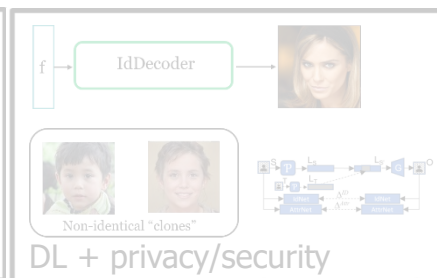 f
IdDecoder
S
P
O
G
Non-identical "clones"
DL + privacy/security